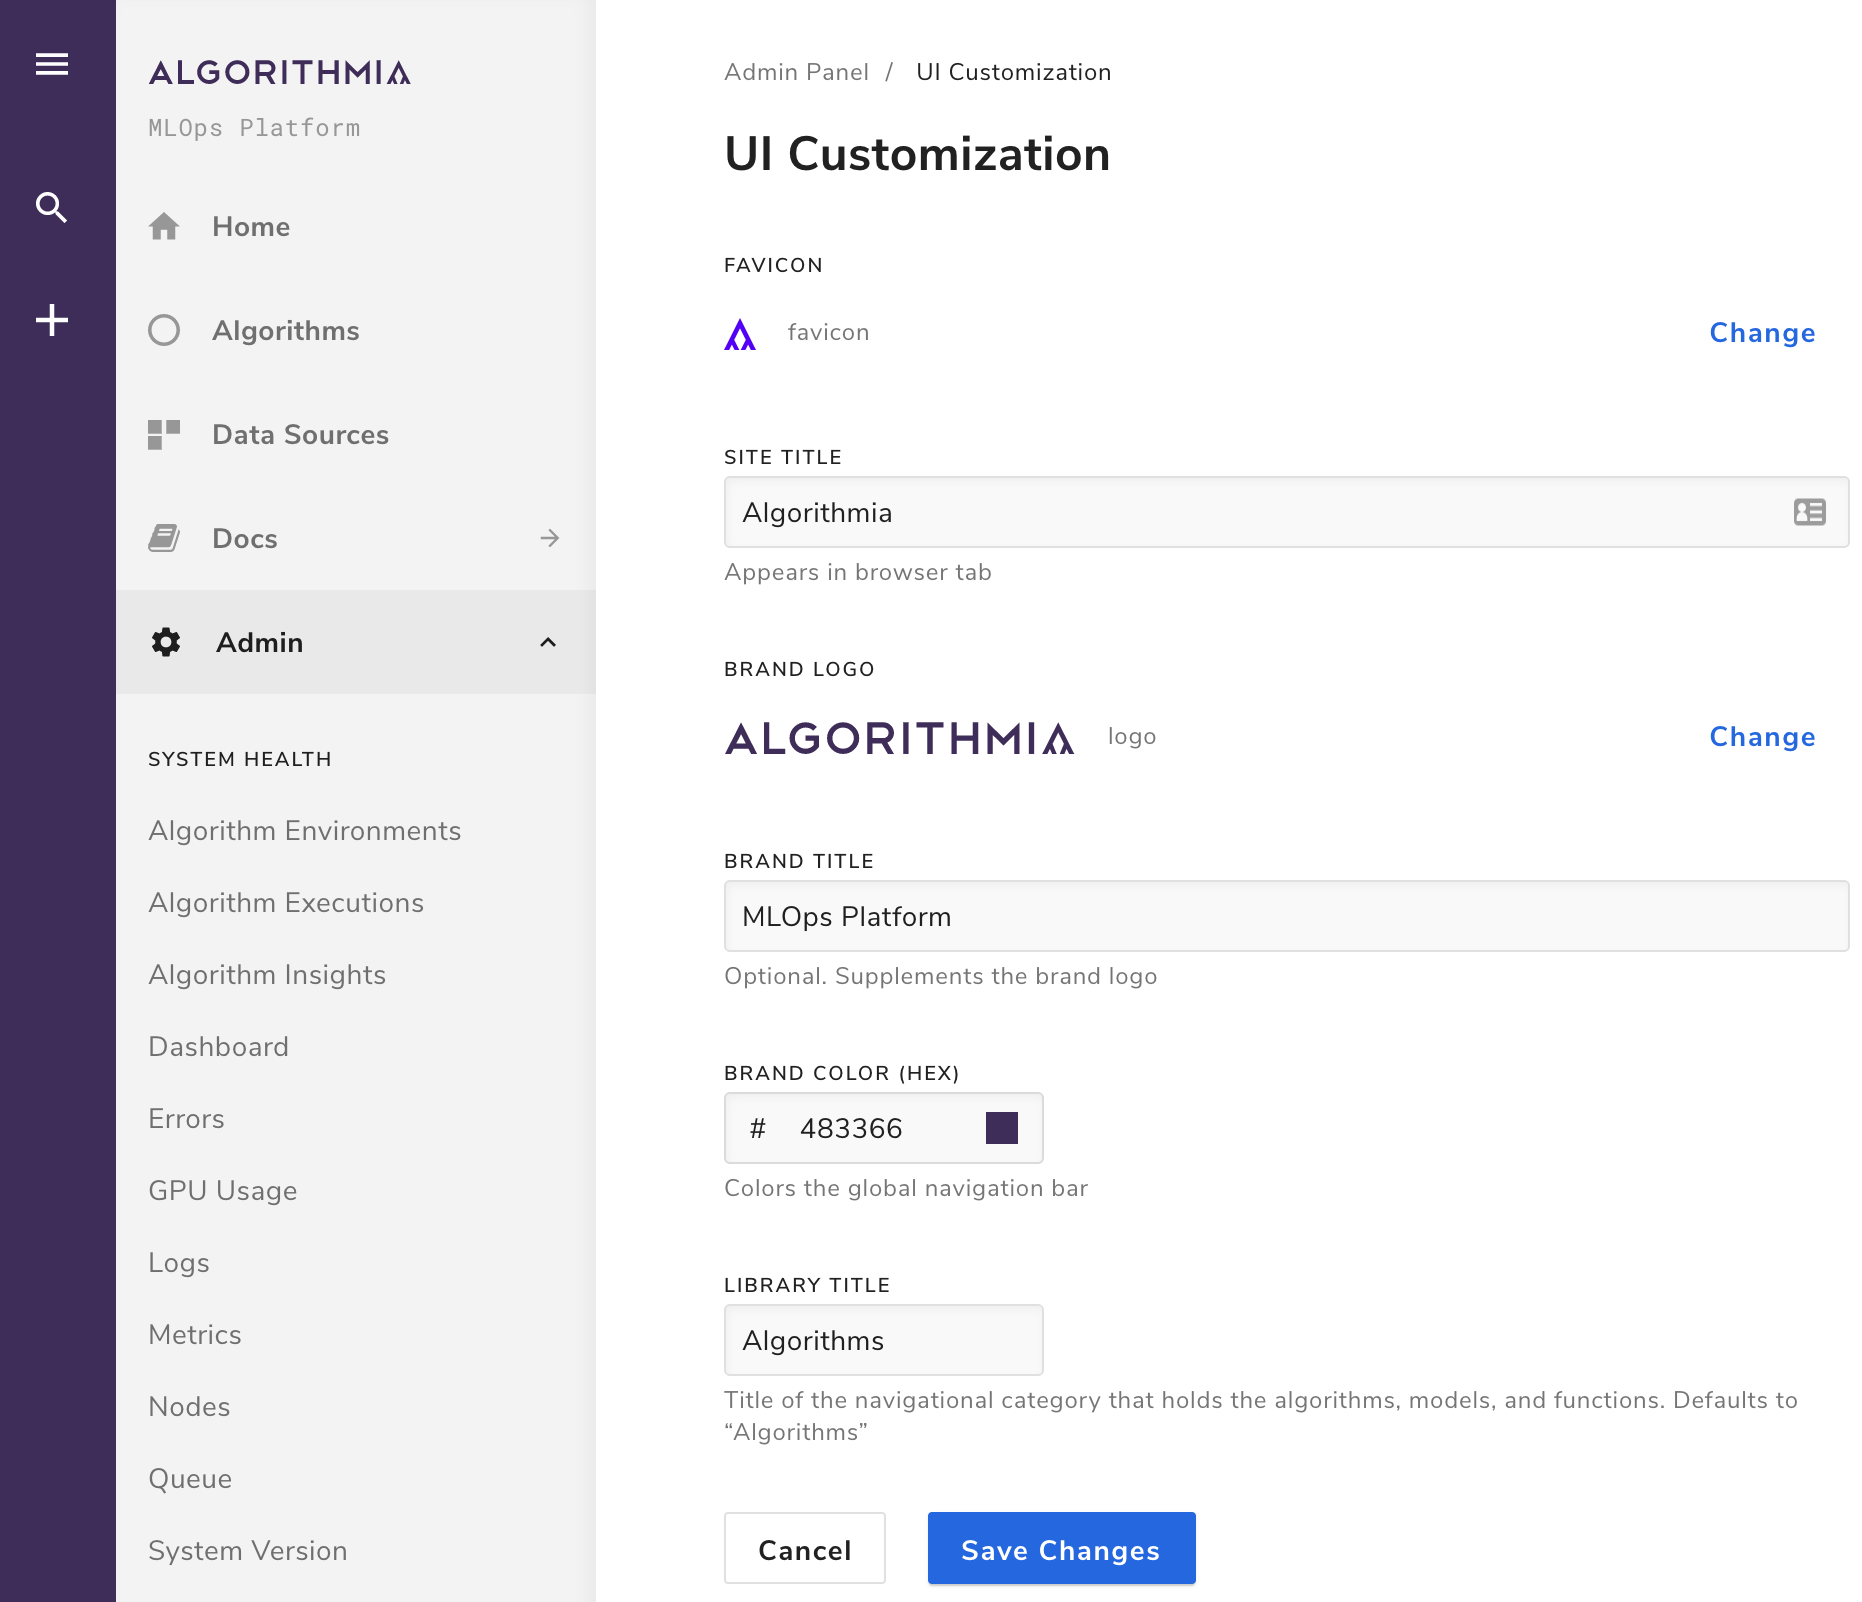 ALGORITHMIA
MLOps Platform
Home
Algorithms
Data Sources
Docs
Admin
SYSTEM HEALTH
Algorithm Environments
Algorithm Executions
Algorithm Insights
Dashboard
Errors
GPU Usage
Logs
Metrics
Nodes
Queue
System Version
Admin Panel / UI Customization
UI Customization
FAVICON
favicon Change
SITE TITLE
Algorithmia
Appears in browser tab
BRAND LOGO
ALGORITHMIA logo Change
BRAND TITLE
MLOps Platform
Optional. Supplements the brand logo
BRAND COLOR (HEX)
# 483366
Colors the global navigation bar
LIBRARY TITLE
Algorithms
Title of the navigational category that holds the algorithms, models, and functions. Defaults to
“Algorithms”
Cancel Save Changes